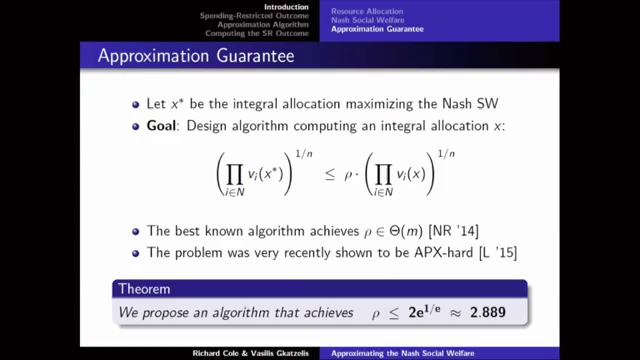 Introduction
Spending-Restricted Outcome
Approximation Algorithm
Computing the SR Outcome
Resource Allocation
Nash Social Welfare
Approximation Guarantee
Approximation Guarantee
Let x* be the integral allocation maximizing the Nash SW
Goal: Design algorithm computing an integral allocation x:
(∏_{i∈N} v_i(x*))^{1/n} ≤ ρ · (∏_{i∈N} v_i(x))^{1/n}
The best known algorithm achieves ρ ∈ Θ(m) [NR '14]
The problem was very recently shown to be APX-hard [L '15]
Theorem
We propose an algorithm that achieves ρ ≤ 2e^{1/e} ≈ 2.889
Richard Cole & Vasilis Gkatzelis
Approximating the Nash Social Welfare